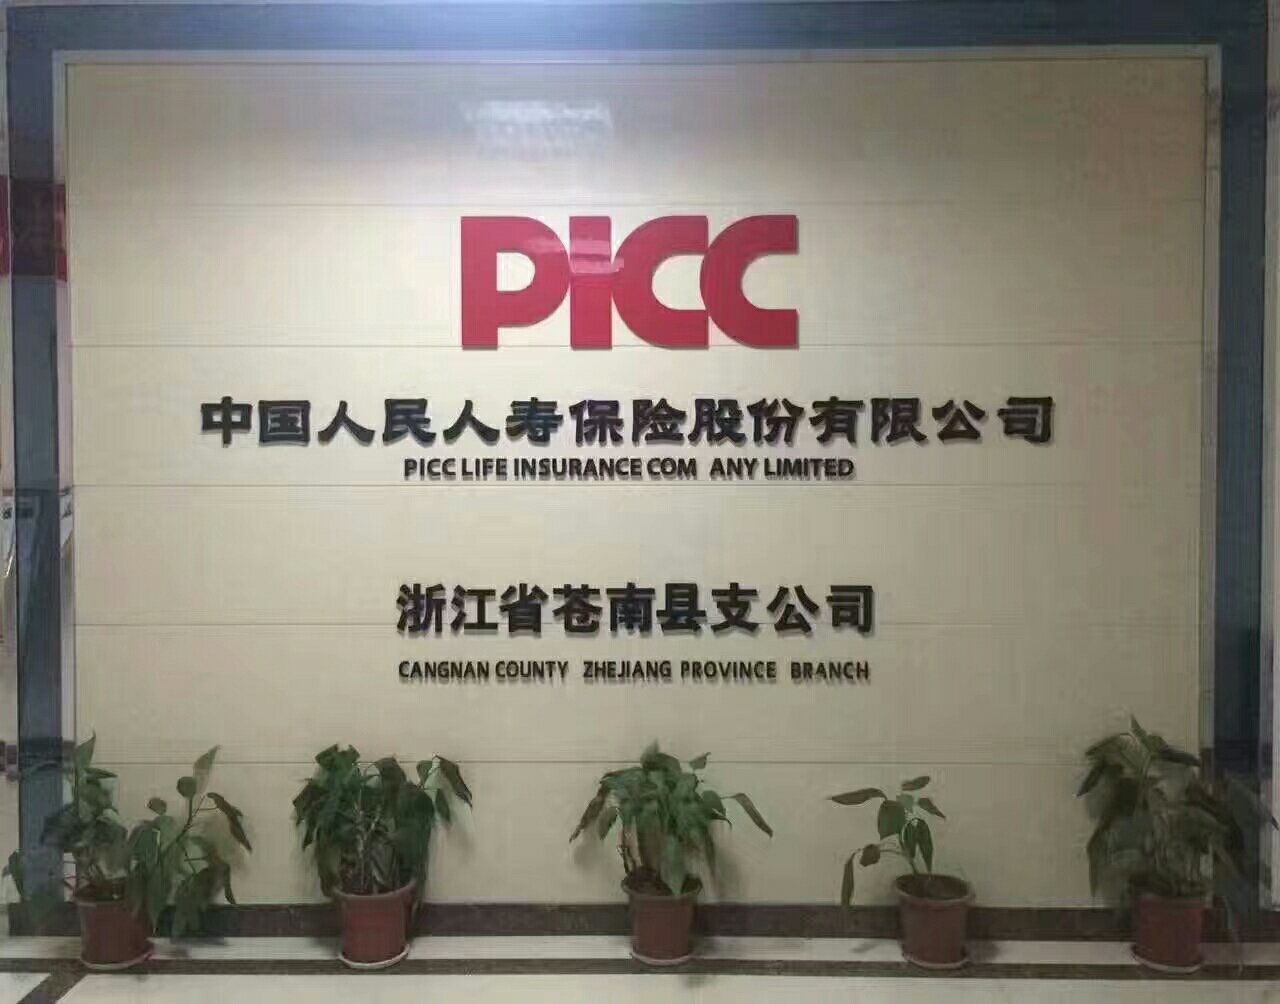 PICC
中国人民人寿保险股份有限公司
PICC LIFE INSURANCE COM ANY LIMITED
浙江省苍南县支公司
CANGNAN COUNTY ZHEJIANG PROVINCE BRANCH